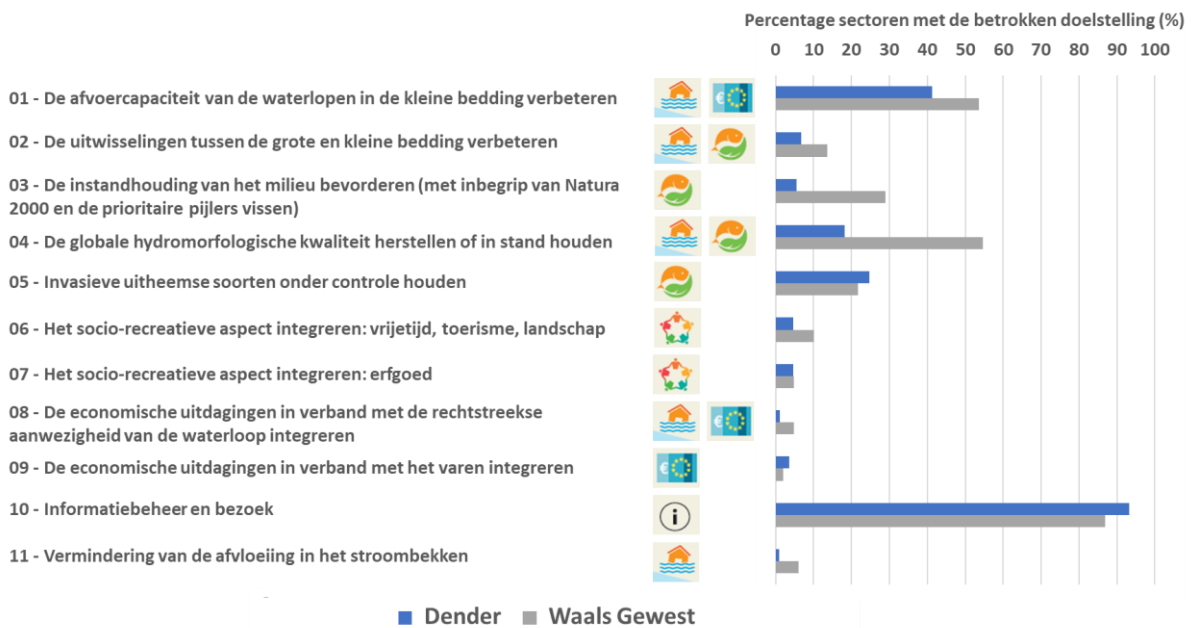 Percentage sectoren met de betrokken doelstelling (%)
0 10 20 30 40 50 60 70 80 90 100
01 - De afvoercapaciteit van de waterlopen in de kleine bedding verbeteren
02 - De uitwisselingen tussen de grote en kleine bedding verbeteren
03 - De instandhouding van het milieu bevorderen (met inbegrip van Natura
2000 en de prioritaire pijlers vissen)
04 - De globale hydromorfologische kwaliteit herstellen of in stand houden
05 - Invasieve uitheemse soorten onder controle houden
06 - Het socio-recreatieve aspect integreren: vrijetijd, toerisme, landschap
07 - Het socio-recreatieve aspect integreren: erfgoed
08 - De economische uitdagingen in verband met de rechtstreekse
aanwezigheid van de waterloop integreren
09 - De economische uitdagingen in verband met het varen integreren
10 - Informatiebeheer en bezoek
11 - Vermindering van de afvloeiing in het stroombekken
Dender Waals Gewest